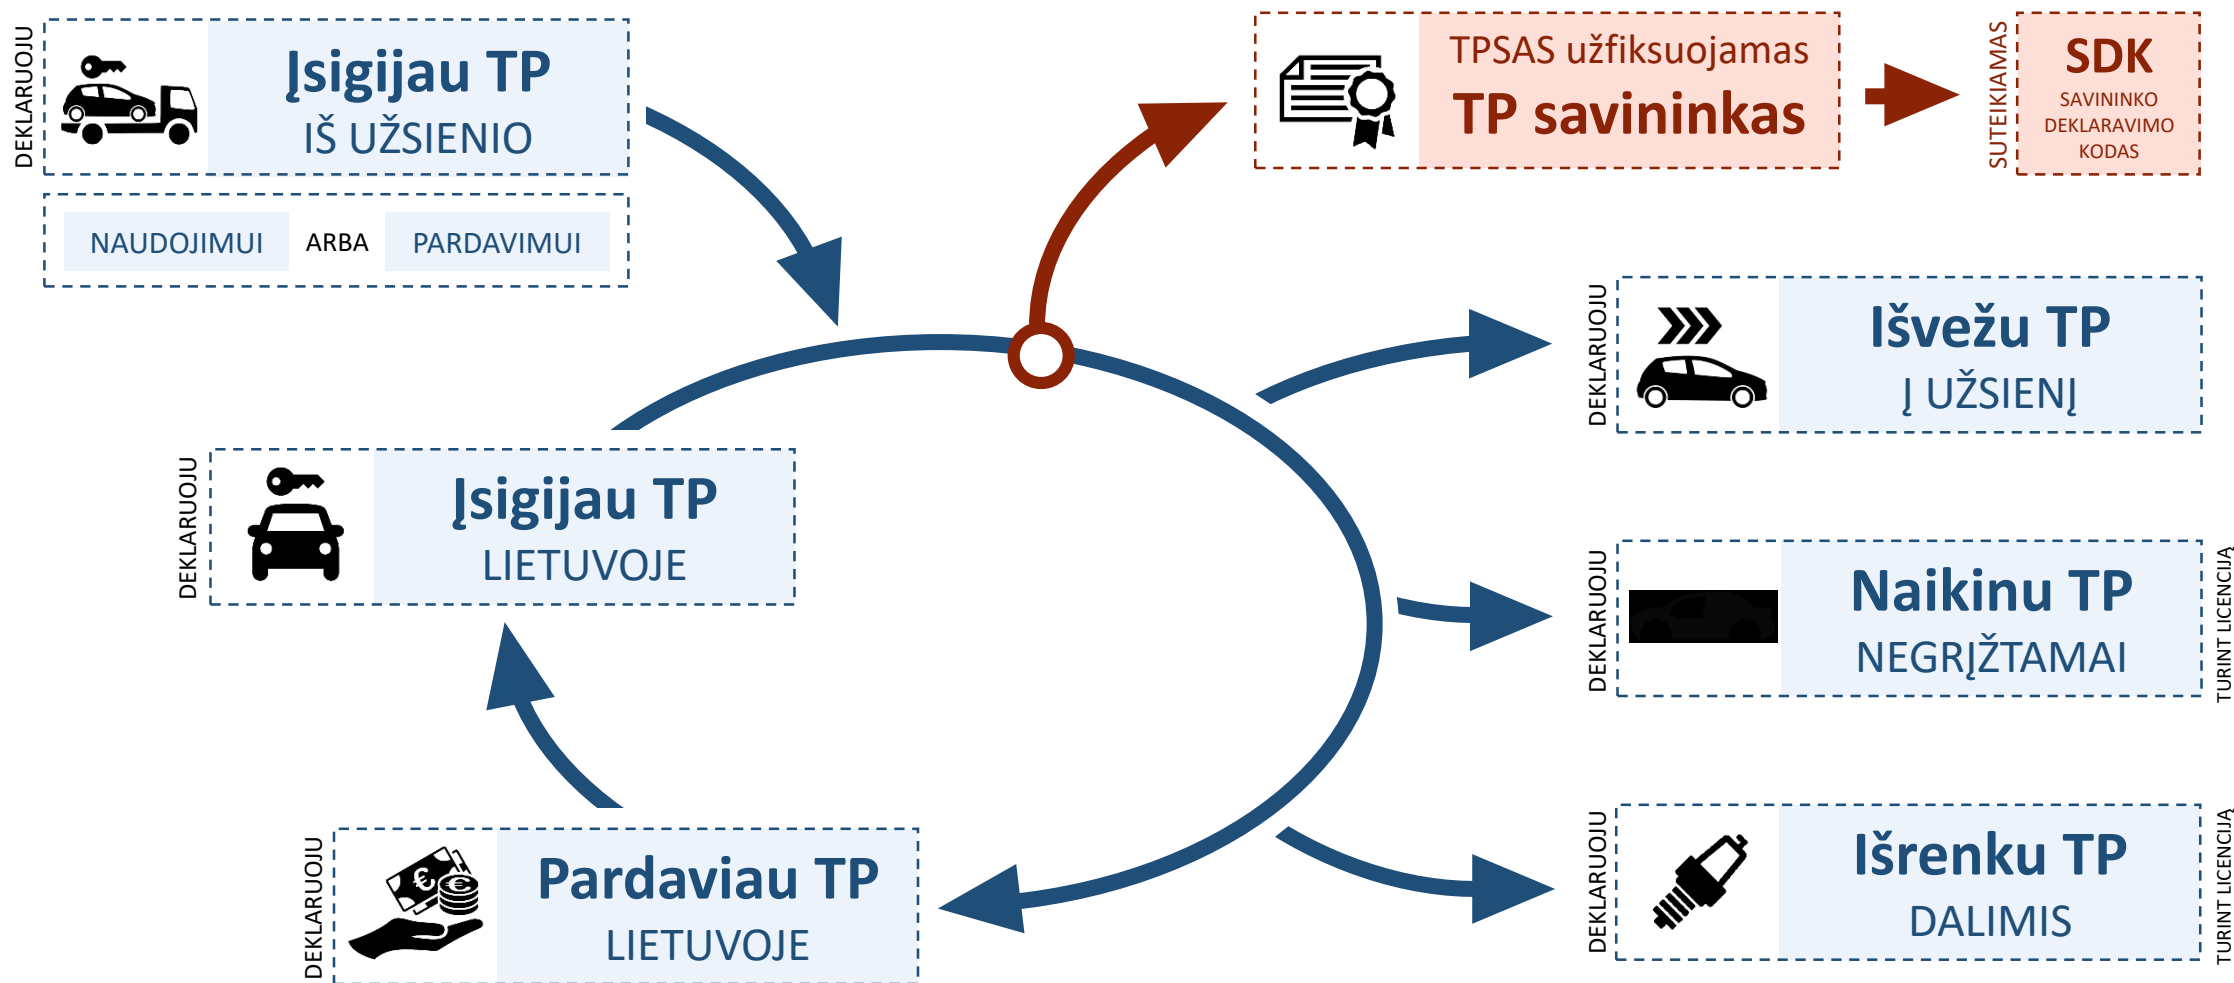 DEKLARUOJU
Įsigijau TP
IŠ UŽSIENIO
NAUDOJIMUI ARBA PARDAVIMUI
TPSAS užfiksuojamas
TP savininkas
SUTEIKIAMAS
SDK
SAVININKO
DEKLARAVIMO
KODAS
DEKLARUOJU
Išvežu TP
Į UŽSIENĮ
DEKLARUOJU
Įsigijau TP
LIETUVOJE
DEKLARUOJU
Naikinu TP
NEGRĮŽTAMAI
TURINT LICENCIJĄ
DEKLARUOJU
Pardaviau TP
LIETUVOJE
DEKLARUOJU
Išrenku TP
DALIMIS
TURINT LICENCIJĄ